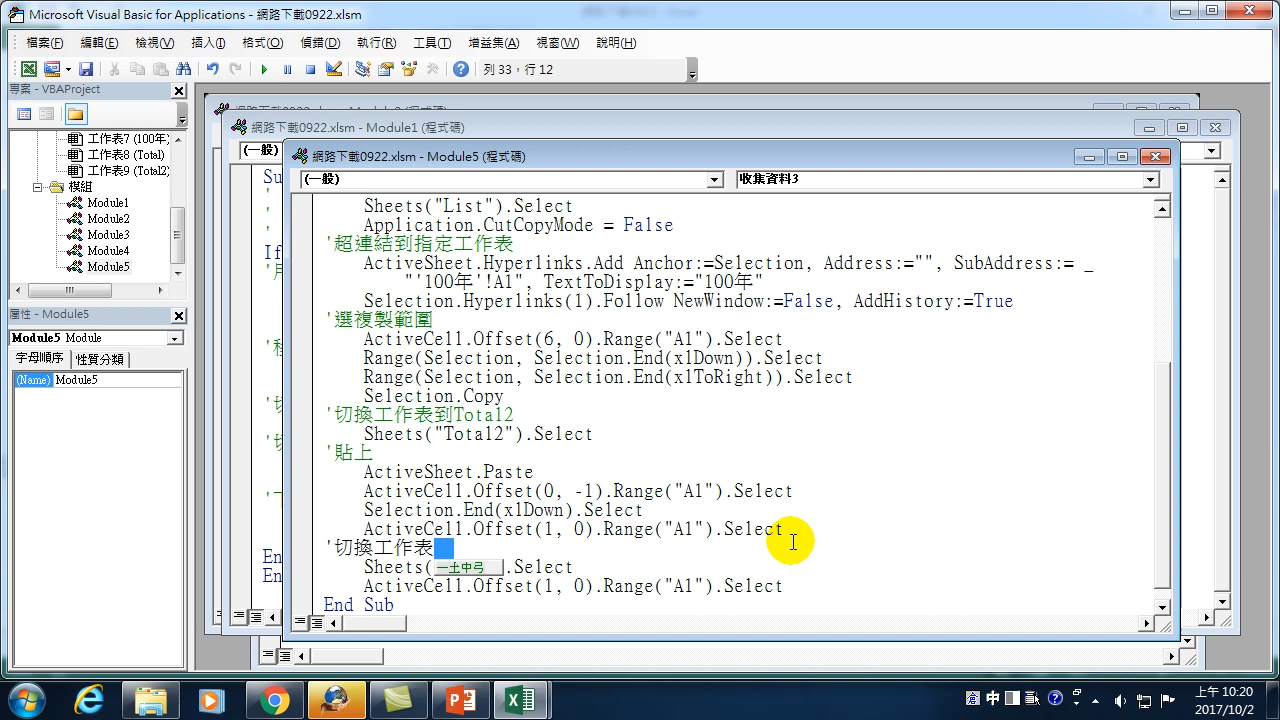 Microsoft Visual Basic for Applications - 網路下載0922.xlsm
檔案(F) 編輯(E) 檢視(V) 插入(I) 格式(O) 偵錯(D) 執行(R) 工具(T) 增益集(A) 視窗(W) 說明(H)
列 33，行 12
專案 - VBAProject
工作表7 (100年)
工作表8 (Total)
工作表9 (Total2)
模組
Module1
Module2
Module3
Module4
Module5
屬性 - Module5
Module5 Module
字母順序 性質分類
(Name) Module5
網路下載0922.xlsm - Module1 (程式碼)
(一般)
Su
If
End
En
網路下載0922.xlsm - Module5 (程式碼)
(一般) 收集資料3
Sheets("List").Select
Application.CutCopyMode = False
'超連結到指定工作表
ActiveSheet.Hyperlinks.Add Anchor:=Selection, Address:="", SubAddress:= _
"'100年'!A1", TextToDisplay:="100年"
Selection.Hyperlinks(1).Follow NewWindow:=False, AddHistory:=True
'選複製範圍
ActiveCell.Offset(6, 0).Range("A1").Select
Range(Selection, Selection.End(xlDown)).Select
Range(Selection, Selection.End(xlToRight)).Select
Selection.Copy
'切換工作表到Total2
Sheets("Total2").Select
'貼上
ActiveSheet.Paste
ActiveCell.Offset(0, -1).Range("A1").Select
Selection.End(xlDown).Select
ActiveCell.Offset(1, 0).Range("A1").Select
'切換工作表
Sheets( 一土中弓 .Select
ActiveCell.Offset(1, 0).Range("A1").Select
End Sub
中
上午 10:20
2017/10/2